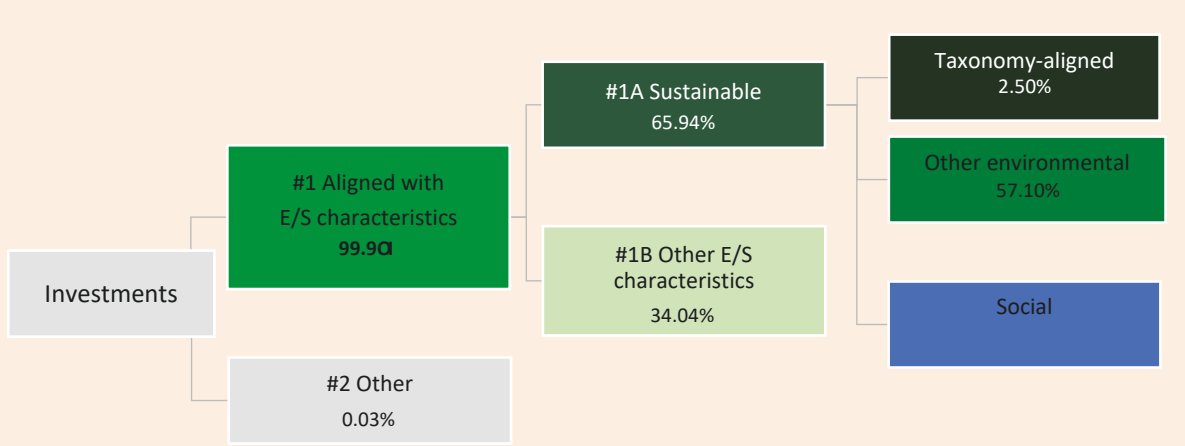 Investments
#1 Aligned with
E/S characteristics
#2 Other
0.03%
#1A Sustainable
65.94%
#1B Other E/S
characteristics
34.04%
Taxonomy-aligned
2.50%
Other environmental
57.10%
Social